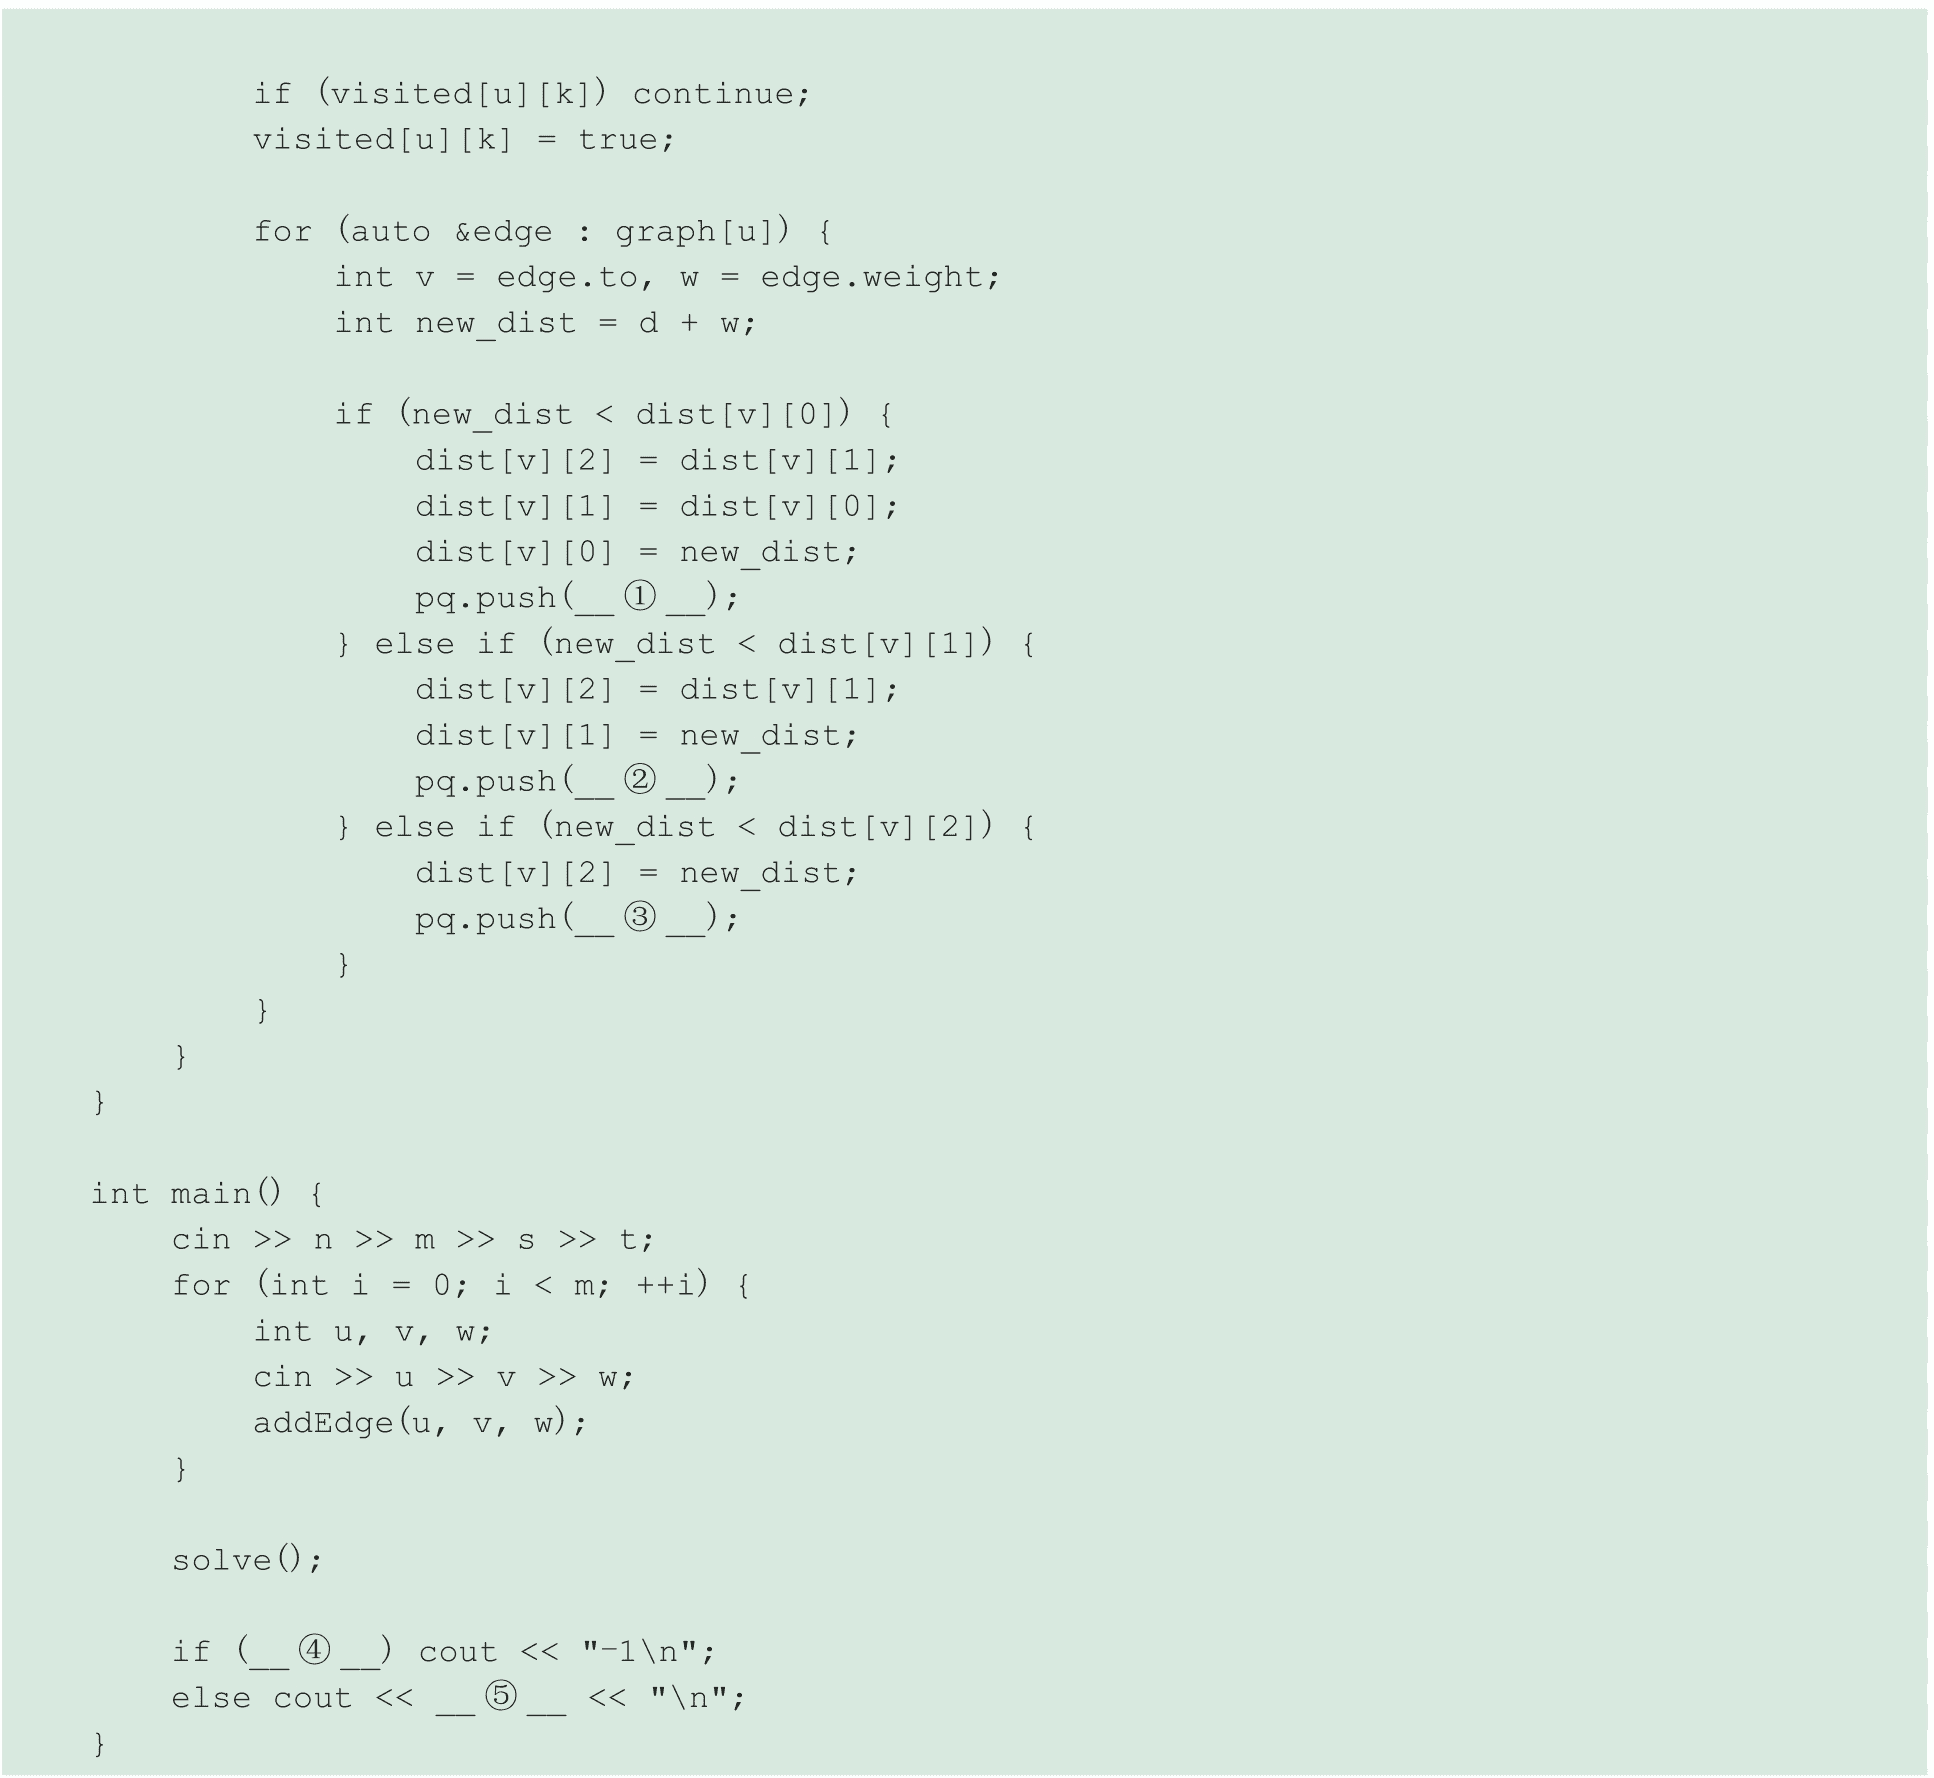 if (visited[u][k]) continue;
visited[u][k] = true;
for (auto &edge : graph[u]) {
int v = edge.to, w = edge.weight;
int new_dist = d + w;
if (new_dist < dist[v][0]) {
dist[v][2] = dist[v][1];
dist[v][1] = dist[v][0];
dist[v][0] = new_dist;
pq.push(__①__);
} else if (new_dist < dist[v][1]) {
dist[v][2] = dist[v][1];
dist[v][1] = new_dist;
pq.push(__②__);
} else if (new_dist < dist[v][2]) {
dist[v][2] = new_dist;
pq.push(__③__);
}
}
}
}
int main() {
cin >> n >> m >> s >> t;
for (int i = 0; i < m; ++i) {
int u, v, w;
cin >> u >> v >> w;
addEdge(u, v, w);
}
solve();
if (__④__) cout << "-1\n";
else cout << __⑤__ << "\n";
}